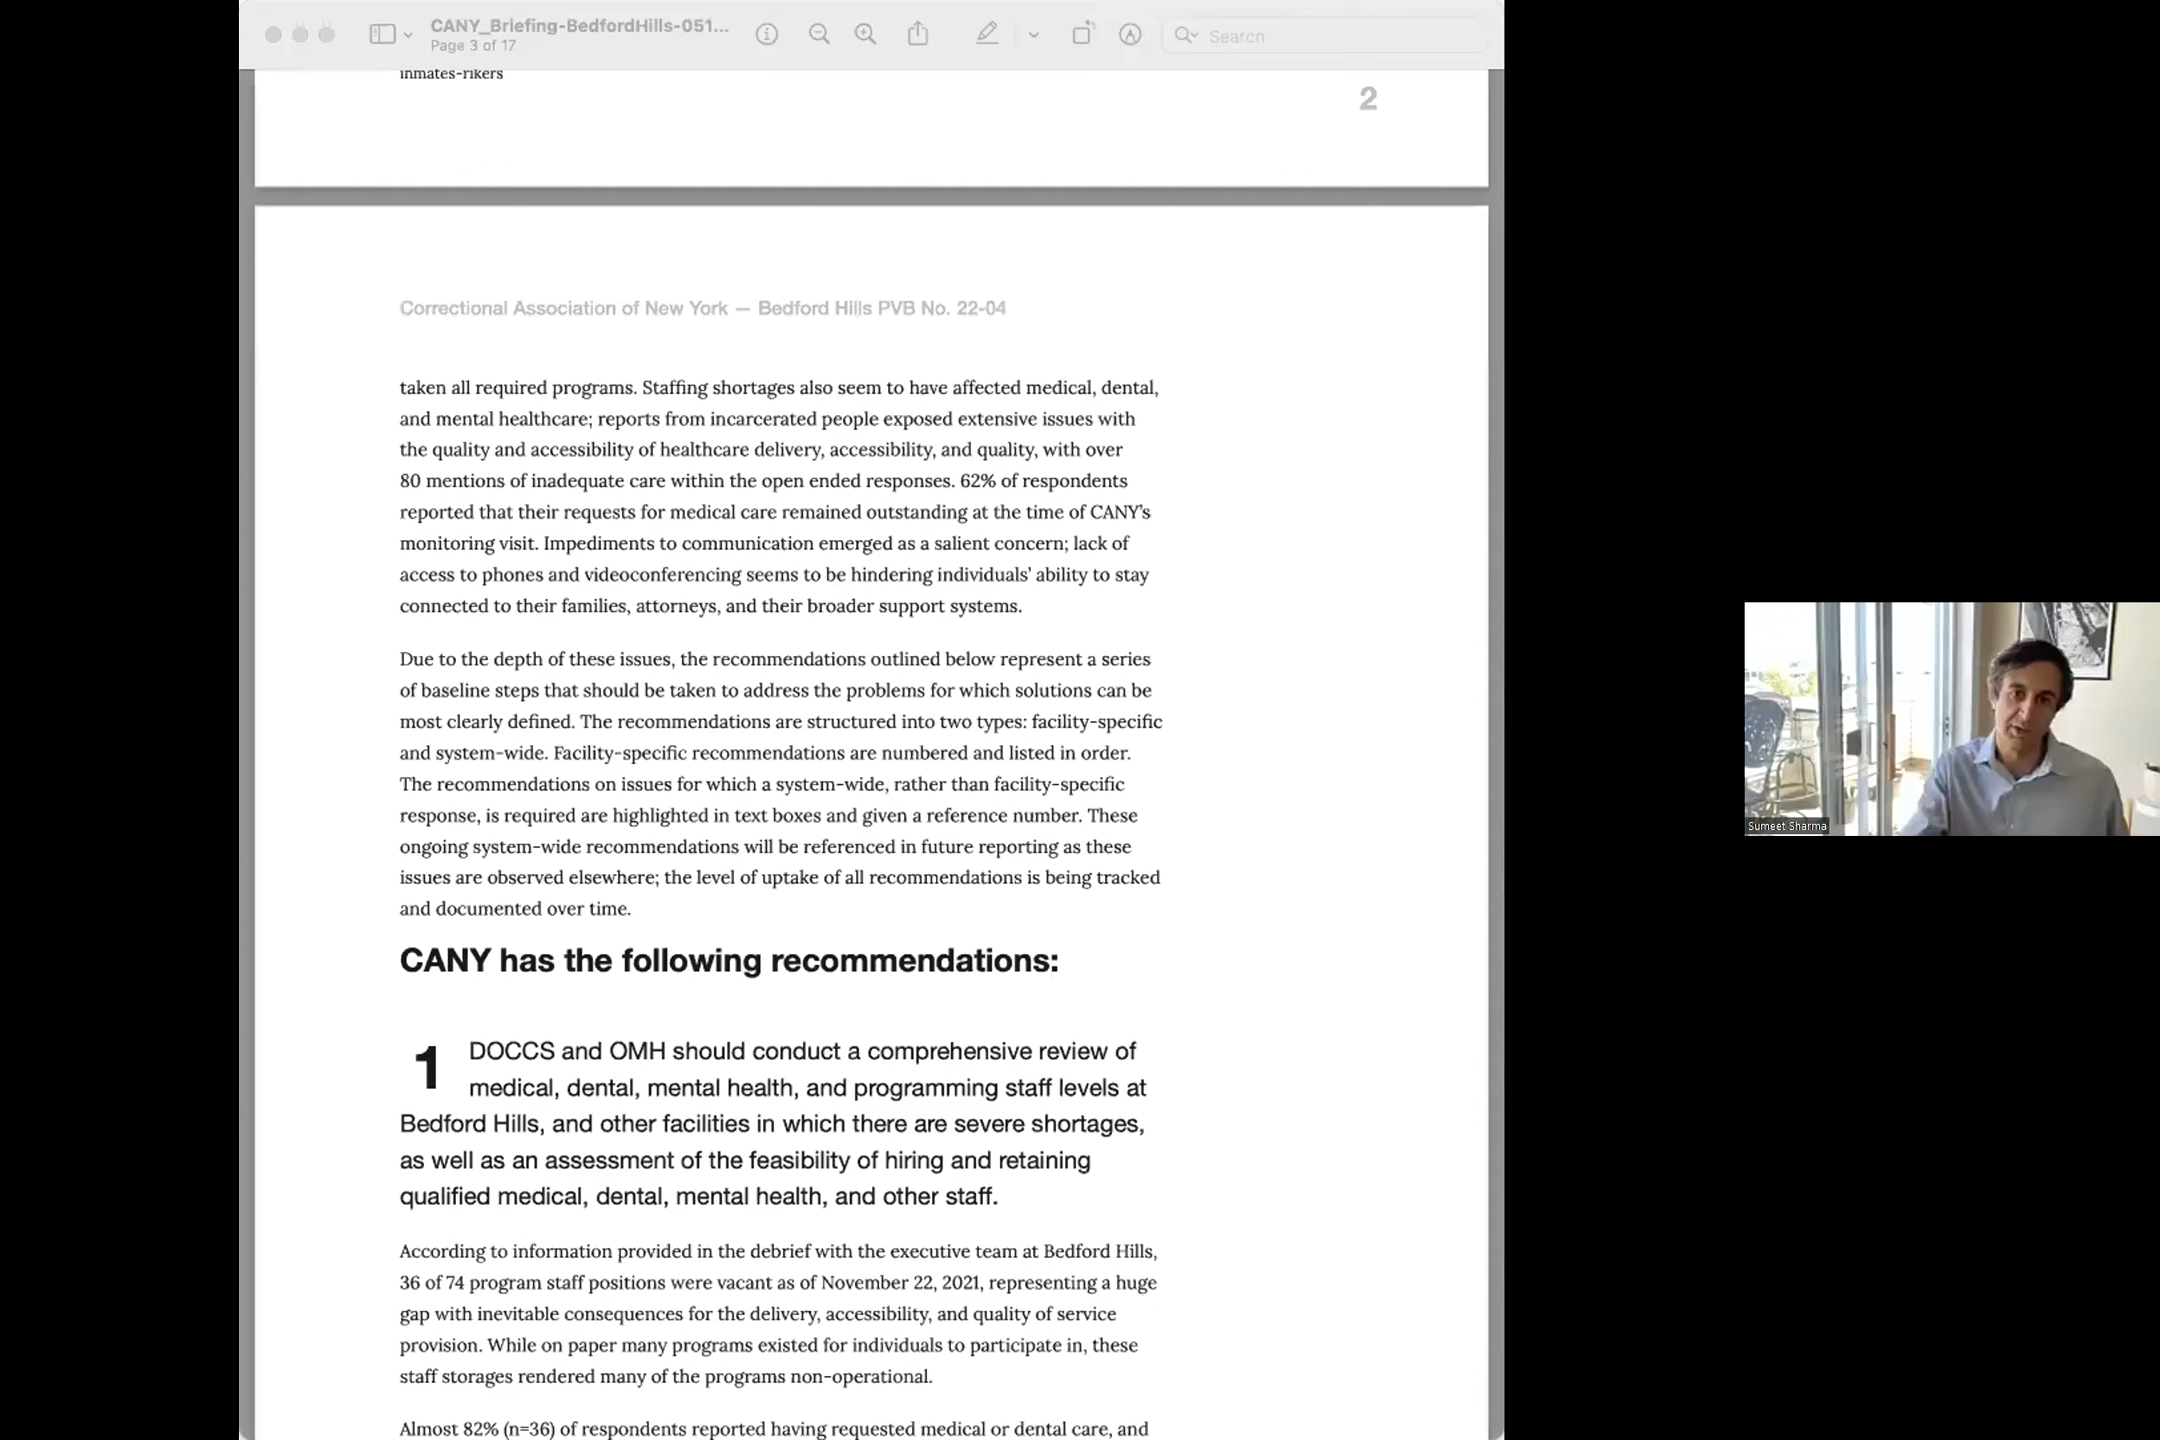 CANY_Briefing-BedfordHills-051...
Page 3 of 17
Search
inmates-rikers
2
Correctional Association of New York — Bedford Hills PVB No. 22-04
taken all required programs. Staffing shortages also seem to have affected medical, dental,
and mental healthcare; reports from incarcerated people exposed extensive issues with
the quality and accessibility of healthcare delivery, accessibility, and quality, with over
80 mentions of inadequate care within the open ended responses. 62% of respondents
reported that their requests for medical care remained outstanding at the time of CANY’s
monitoring visit. Impediments to communication emerged as a salient concern; lack of
access to phones and videoconferencing seems to be hindering individuals’ ability to stay
connected to their families, attorneys, and their broader support systems.
Due to the depth of these issues, the recommendations outlined below represent a series
of baseline steps that should be taken to address the problems for which solutions can be
most clearly defined. The recommendations are structured into two types: facility-specific
and system-wide. Facility-specific recommendations are numbered and listed in order.
The recommendations on issues for which a system-wide, rather than facility-specific
response, is required are highlighted in text boxes and given a reference number. These
ongoing system-wide recommendations will be referenced in future reporting as these
issues are observed elsewhere; the level of uptake of all recommendations is being tracked
and documented over time.
CANY has the following recommendations:
1 DOCCS and OMH should conduct a comprehensive review of
medical, dental, mental health, and programming staff levels at
Bedford Hills, and other facilities in which there are severe shortages,
as well as an assessment of the feasibility of hiring and retaining
qualified medical, dental, mental health, and other staff.
According to information provided in the debrief with the executive team at Bedford Hills,
36 of 74 program staff positions were vacant as of November 22, 2021, representing a huge
gap with inevitable consequences for the delivery, accessibility, and quality of service
provision. While on paper many programs existed for individuals to participate in, these
staff storages rendered many of the programs non-operational.
Almost 82% (n=36) of respondents reported having requested medical or dental care, and
Sumeet Sharma